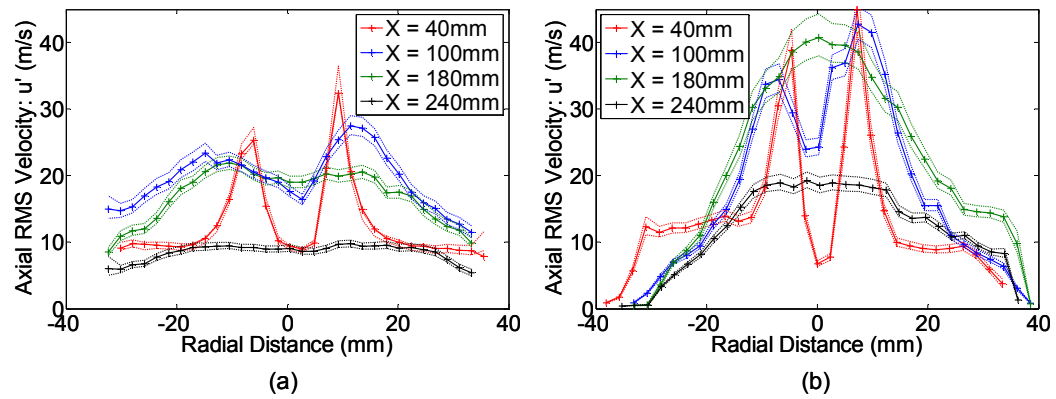 Axial RMS Velocity: u' (m/s)
40
30
20
10
0
X = 40mm
X = 100mm
X = 180mm
X = 240mm
-40
-20
0
20
40
Radial Distance (mm)
(a)
Axial RMS Velocity: u' (m/s)
40
30
20
10
0
X = 40mm
X = 100mm
X = 180mm
X = 240mm
-40
-20
0
20
40
Radial Distance (mm)
(b)